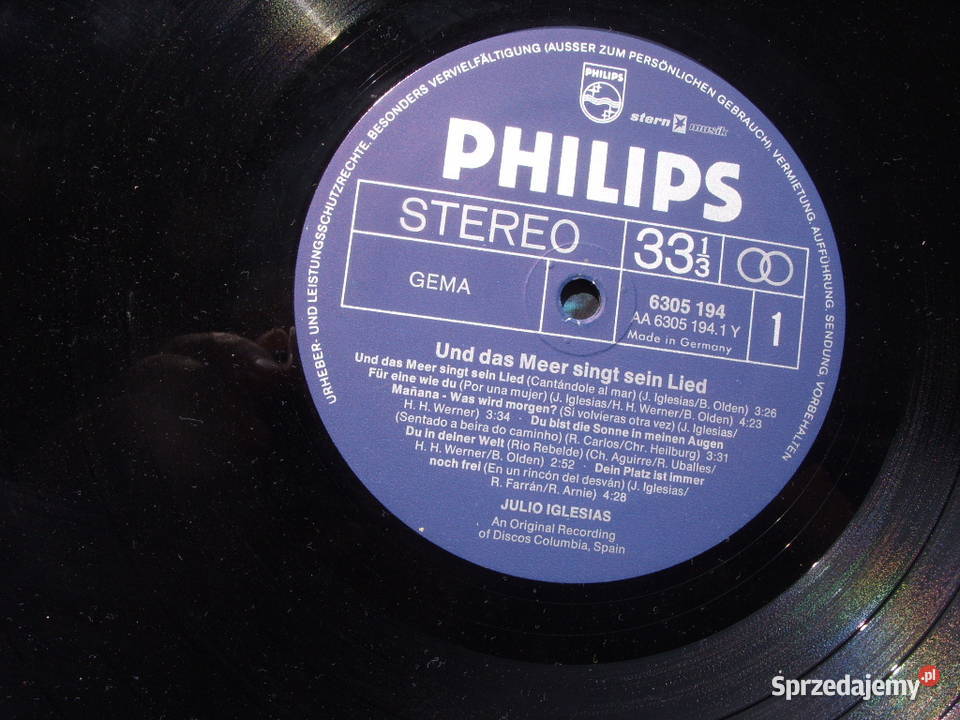 URHEBER- UND LEISTUNGSSCHUTZRECHTE, BESONDERS VERVIELFÄLTIGUNG (AUSSER ZUM PERSÖNLICHEN GEBRAUCH), VERMIETUNG, AUFFÜHRUNG, SENDUNG VORBEHALTEN
PHILIPS
stern musik
PHILIPS
STEREO
33 1/3
GEMA
6305 194
AA 6305 194.1 Y
Made in Germany
1
Und das Meer singt sein Lied
Und das Meer singt sein Lied (Cantándole al mar) (J. Iglesias/B. Olden) 3:26
Für eine wie du (Por una mujer) (J. Iglesias/H. H. Werner/B. Olden) 4:23
Mañana - Was wird morgen? (Si volvieras otra vez) (J. Iglesias/
H. H. Werner) 3:34 · Du bist die Sonne in meinen Augen
(Sentado a beira do caminho) (R. Carlos/Chr. Heilburg) 3:31
Du in deiner Welt (Rio Rebelde) (Ch. Aguirre/R. Uballes/
H. H. Werner/B. Olden) 2:52 · Dein Platz ist immer
noch frei (En un rincón del desván) (J. Iglesias/
R. Farrán/R. Arnie) 4:28
JULIO IGLESIAS
An Original Recording
of Discos Columbia, Spain
Sprzedajemy.pl